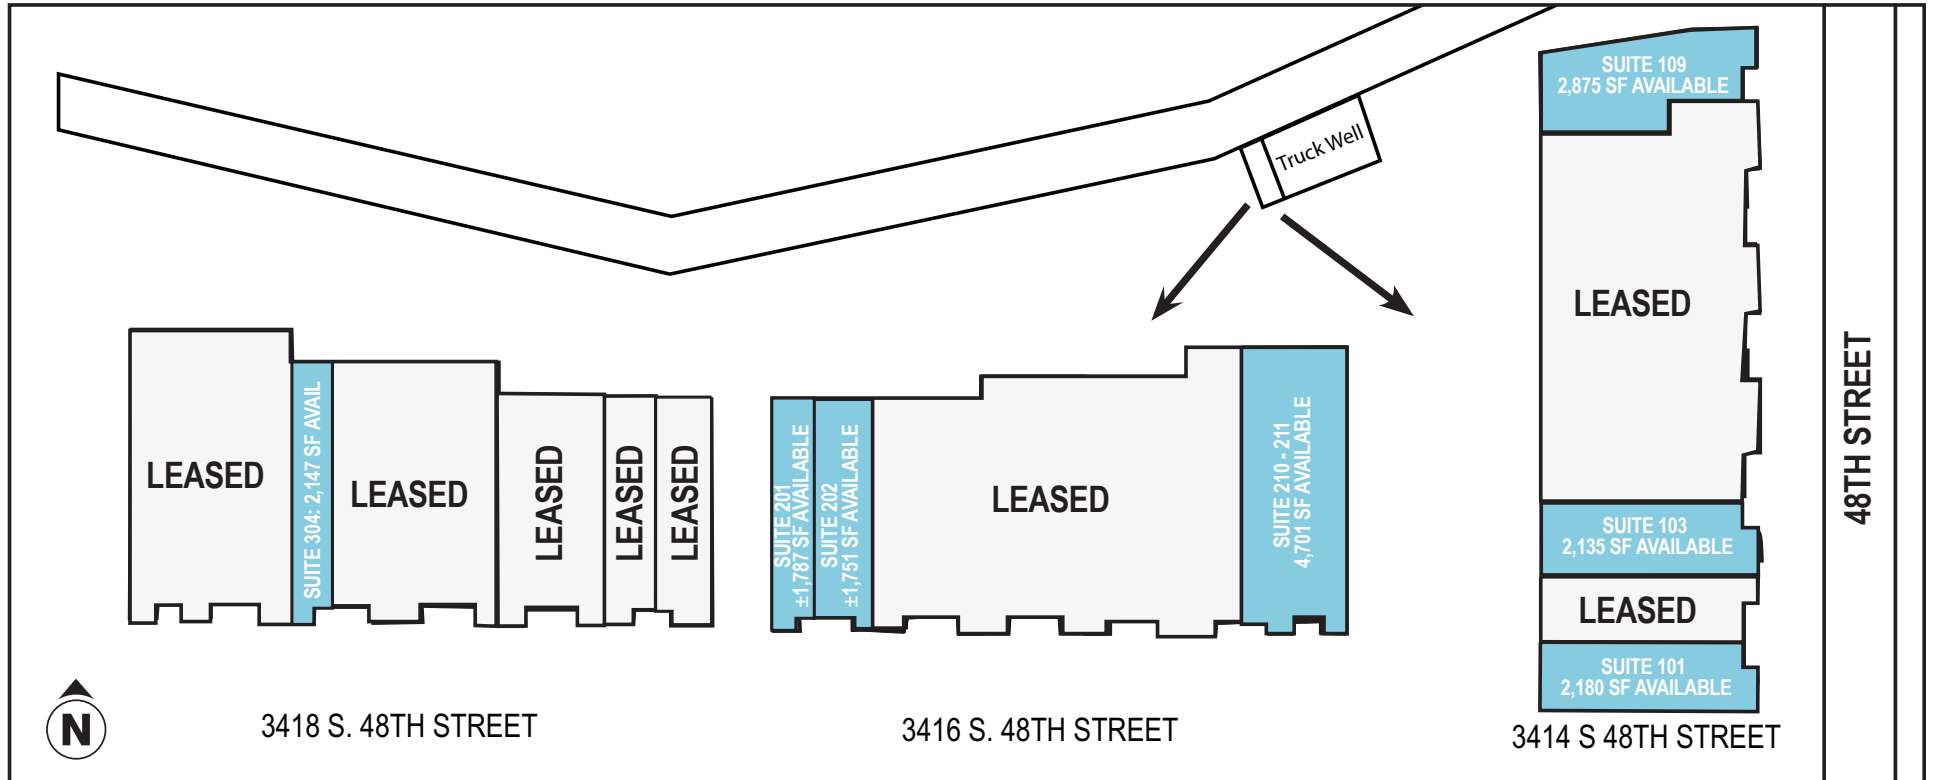 SUITE 109
2,875 SF AVAILABLE
Truck Well
LEASED
48TH STREET
LEASED
SUITE 304: 2,147 SF AVAIL
LEASED
LEASED
LEASED
LEASED
SUITE 201
±1,787 SF AVAILABLE
SUITE 202
±1,751 SF AVAILABLE
LEASED
SUITE 210 - 211
4,701 SF AVAILABLE
SUITE 103
2,135 SF AVAILABLE
LEASED
SUITE 101
2,180 SF AVAILABLE
N
3418 S. 48TH STREET
3416 S. 48TH STREET
3414 S 48TH STREET